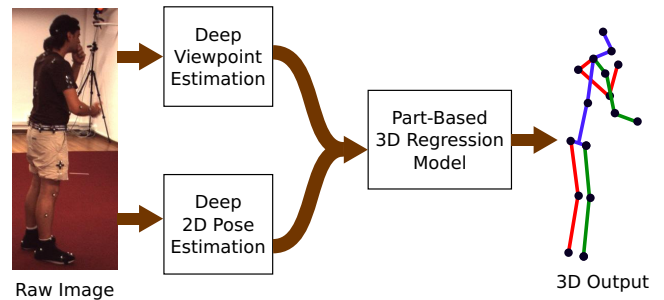 Deep
Viewpoint
Estimation
Deep
2D Pose
Estimation
Part-Based
3D Regression
Model
Raw Image
3D Output